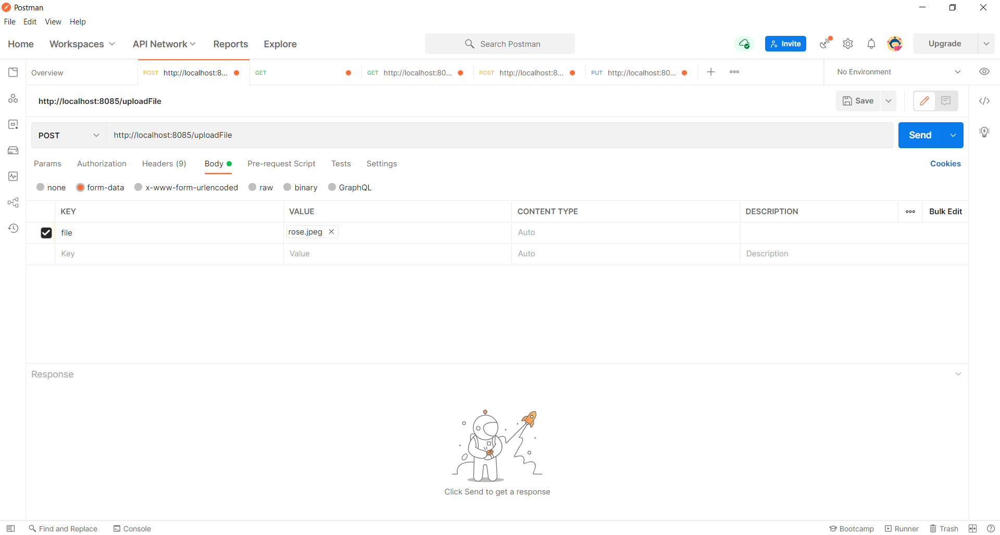 Postman
File Edit View Help
Home Workspaces API Network Reports Explore Search Postman Invite Upgrade
Overview POST http://localhost:8... GET GET http://localhost:80... POST http://localhost:8... PUT http://localhost:80... No Environment
http://localhost:8085/uploadFile Save
POST http://localhost:8085/uploadFile Send
Params Authorization Headers (9) Body Pre-request Script Tests Settings Cookies
none form-data x-www-form-urlencoded raw binary GraphQL
KEY VALUE CONTENT TYPE DESCRIPTION Bulk Edit
file rose.jpeg Auto
Key Value Auto Description
Response
Click Send to get a response
Find and Replace Console Bootcamp Runner Trash